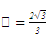 □ = 2√3/3